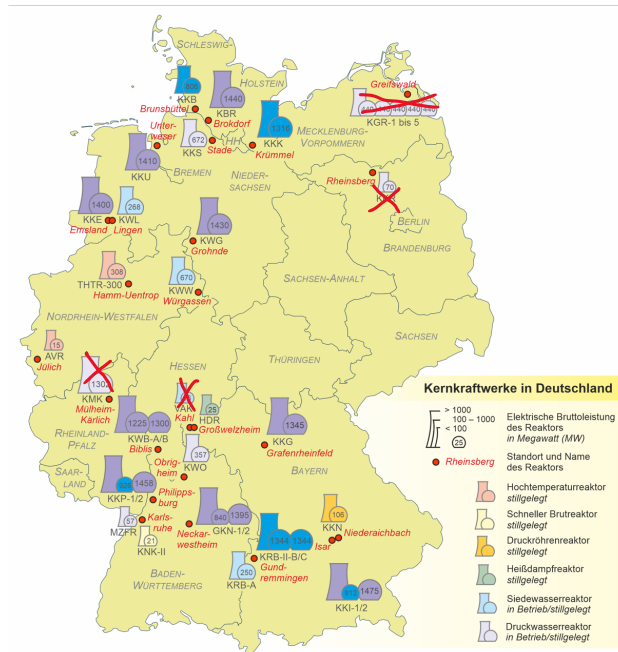 SCHLESWIG-
HOLSTEIN
806
KKB
Brunsbüttel
1440
KBR
Brokdorf
Unter-
weser
672
KKS
Stade
HH
1316
KKK
Krümmel
MECKLENBURG-
VORPOMMERN
Greifswald
440 440 440 440 440
KGR-1 bis 5
1410
KKU
BREMEN
NIEDER-
SACHSEN
Rheinsberg
70
BERLIN
BRANDENBURG
1400
KKE
Emsland
268
KWL
Lingen
1430
KWG
Grohnde
308
THTR-300
Hamm-Uentrop
670
KWW
Würgassen
SACHSEN-ANHALT
NORDRHEIN-WESTFALEN
SACHSEN
15
AVR
Jülich
1302
KMK
Mülheim-
Kärlich
HESSEN
THÜRINGEN
VAK
Kahl
25
HDR
Großwelzheim
RHEINLAND-
PFALZ
1225 1300
KWB-A/B
Biblis
357
KWO
Obrig-
heim
1345
KKG
Grafenrheinfeld
BAYERN
SAAR-
LAND
926 1458
KKP-1/2
Philipps-
burg
57
MZFR
Karls-
ruhe
21
KNK-II
840 1395
GKN-1/2
Neckar-
westheim
106
KKN
Niederaichbach
Isar
1344 1344
KRB-II-B/C
Gund-
remmingen
250
KRB-A
BADEN-
WÜRTTEMBERG
912 1475
KKI-1/2
Kernkraftwerke in Deutschland
> 1000
100 – 1000
< 100
25
Elektrische Bruttoleistung
des Reaktors
in Megawatt (MW)
Rheinsberg
Standort und Name
des Reaktors
Hochtemperaturreaktor
stillgelegt
Schneller Brutreaktor
stillgelegt
Druckröhrenreaktor
stillgelegt
Heißdampfreaktor
stillgelegt
Siedewasserreaktor
in Betrieb/stillgelegt
Druckwasserreaktor
in Betrieb/stillgelegt